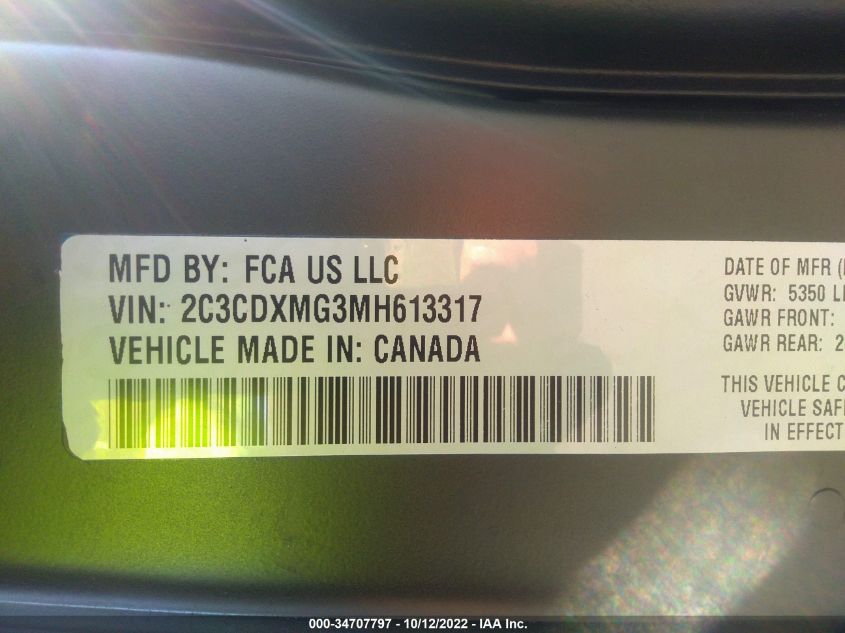 MFD BY: FCA US LLC
VIN: 2C3CDXMG3MH613317
VEHICLE MADE IN: CANADA
DATE OF MFR
GVWR: 5350
GAWR FRONT:
GAWR REAR: 2
THIS VEHICLE
VEHICLE
IN EFFECT
000-34707797 - 10/12/2022 - IAA Inc.